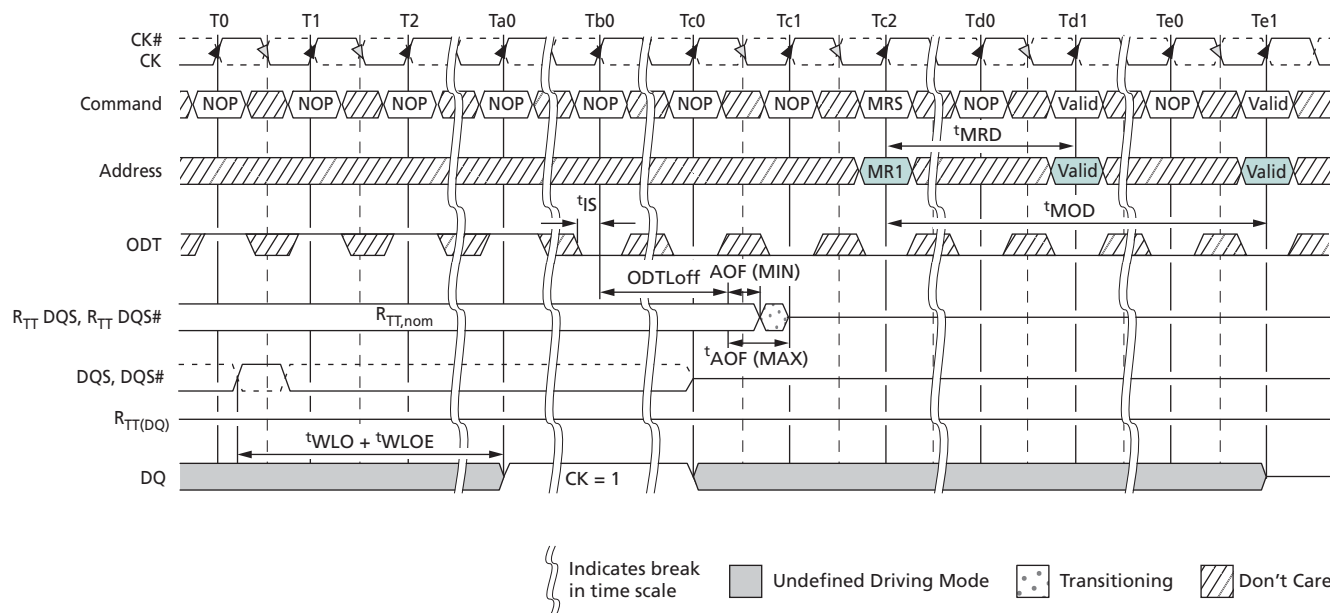 T0 T1 T2 Ta0 Tb0 Tc0 Tc1 Tc2 Td0 Td1 Te0 Te1
CK#
CK
Command NOP NOP NOP NOP NOP NOP NOP MRS NOP Valid NOP Valid
tMRD
Address MR1 Valid Valid
tIS
tMOD
ODT
ODTLoff AOF (MIN)
RTT DQS, RTT DQS# RTT,nom
tAOF (MAX)
DQS, DQS#
RTT(DQ)
tWLO + tWLOE
DQ CK = 1
Indicates break
in time scale
Undefined Driving Mode Transitioning Don't Care